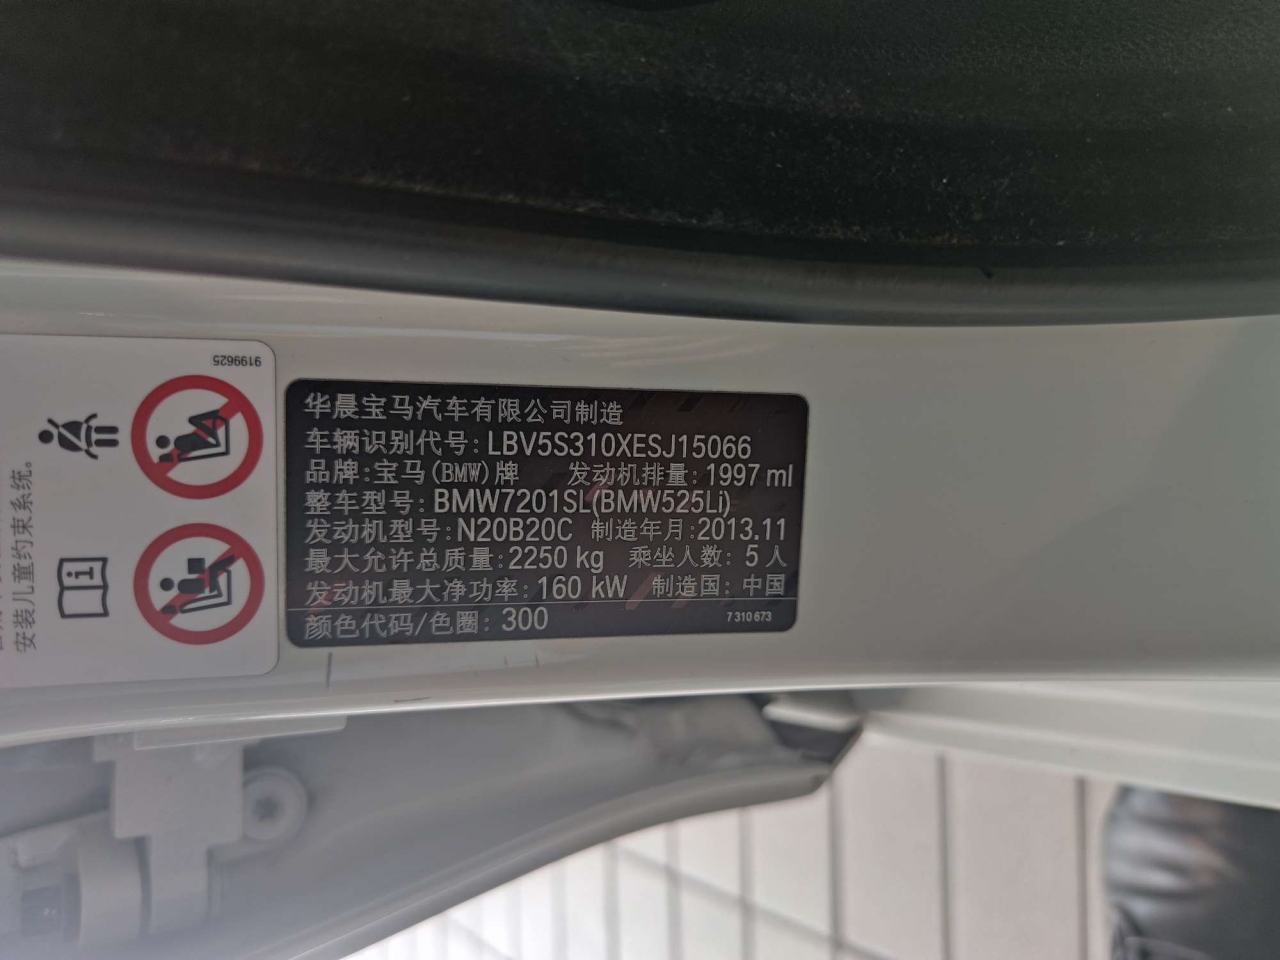 9199625
安装儿童约束系统。
华晨宝马汽车有限公司制造
车辆识别代号: LBV5S310XESJ15066
品牌:宝马(BMW)牌 发动机排量: 1997 ml
整车型号: BMW7201SL(BMW525Li)
发动机型号: N20B20C 制造年月: 2013.11
最大允许总质量: 2250 kg 乘坐人数: 5 人
发动机最大净功率: 160 kW 制造国: 中国
颜色代码/色圈: 300 7 310 673